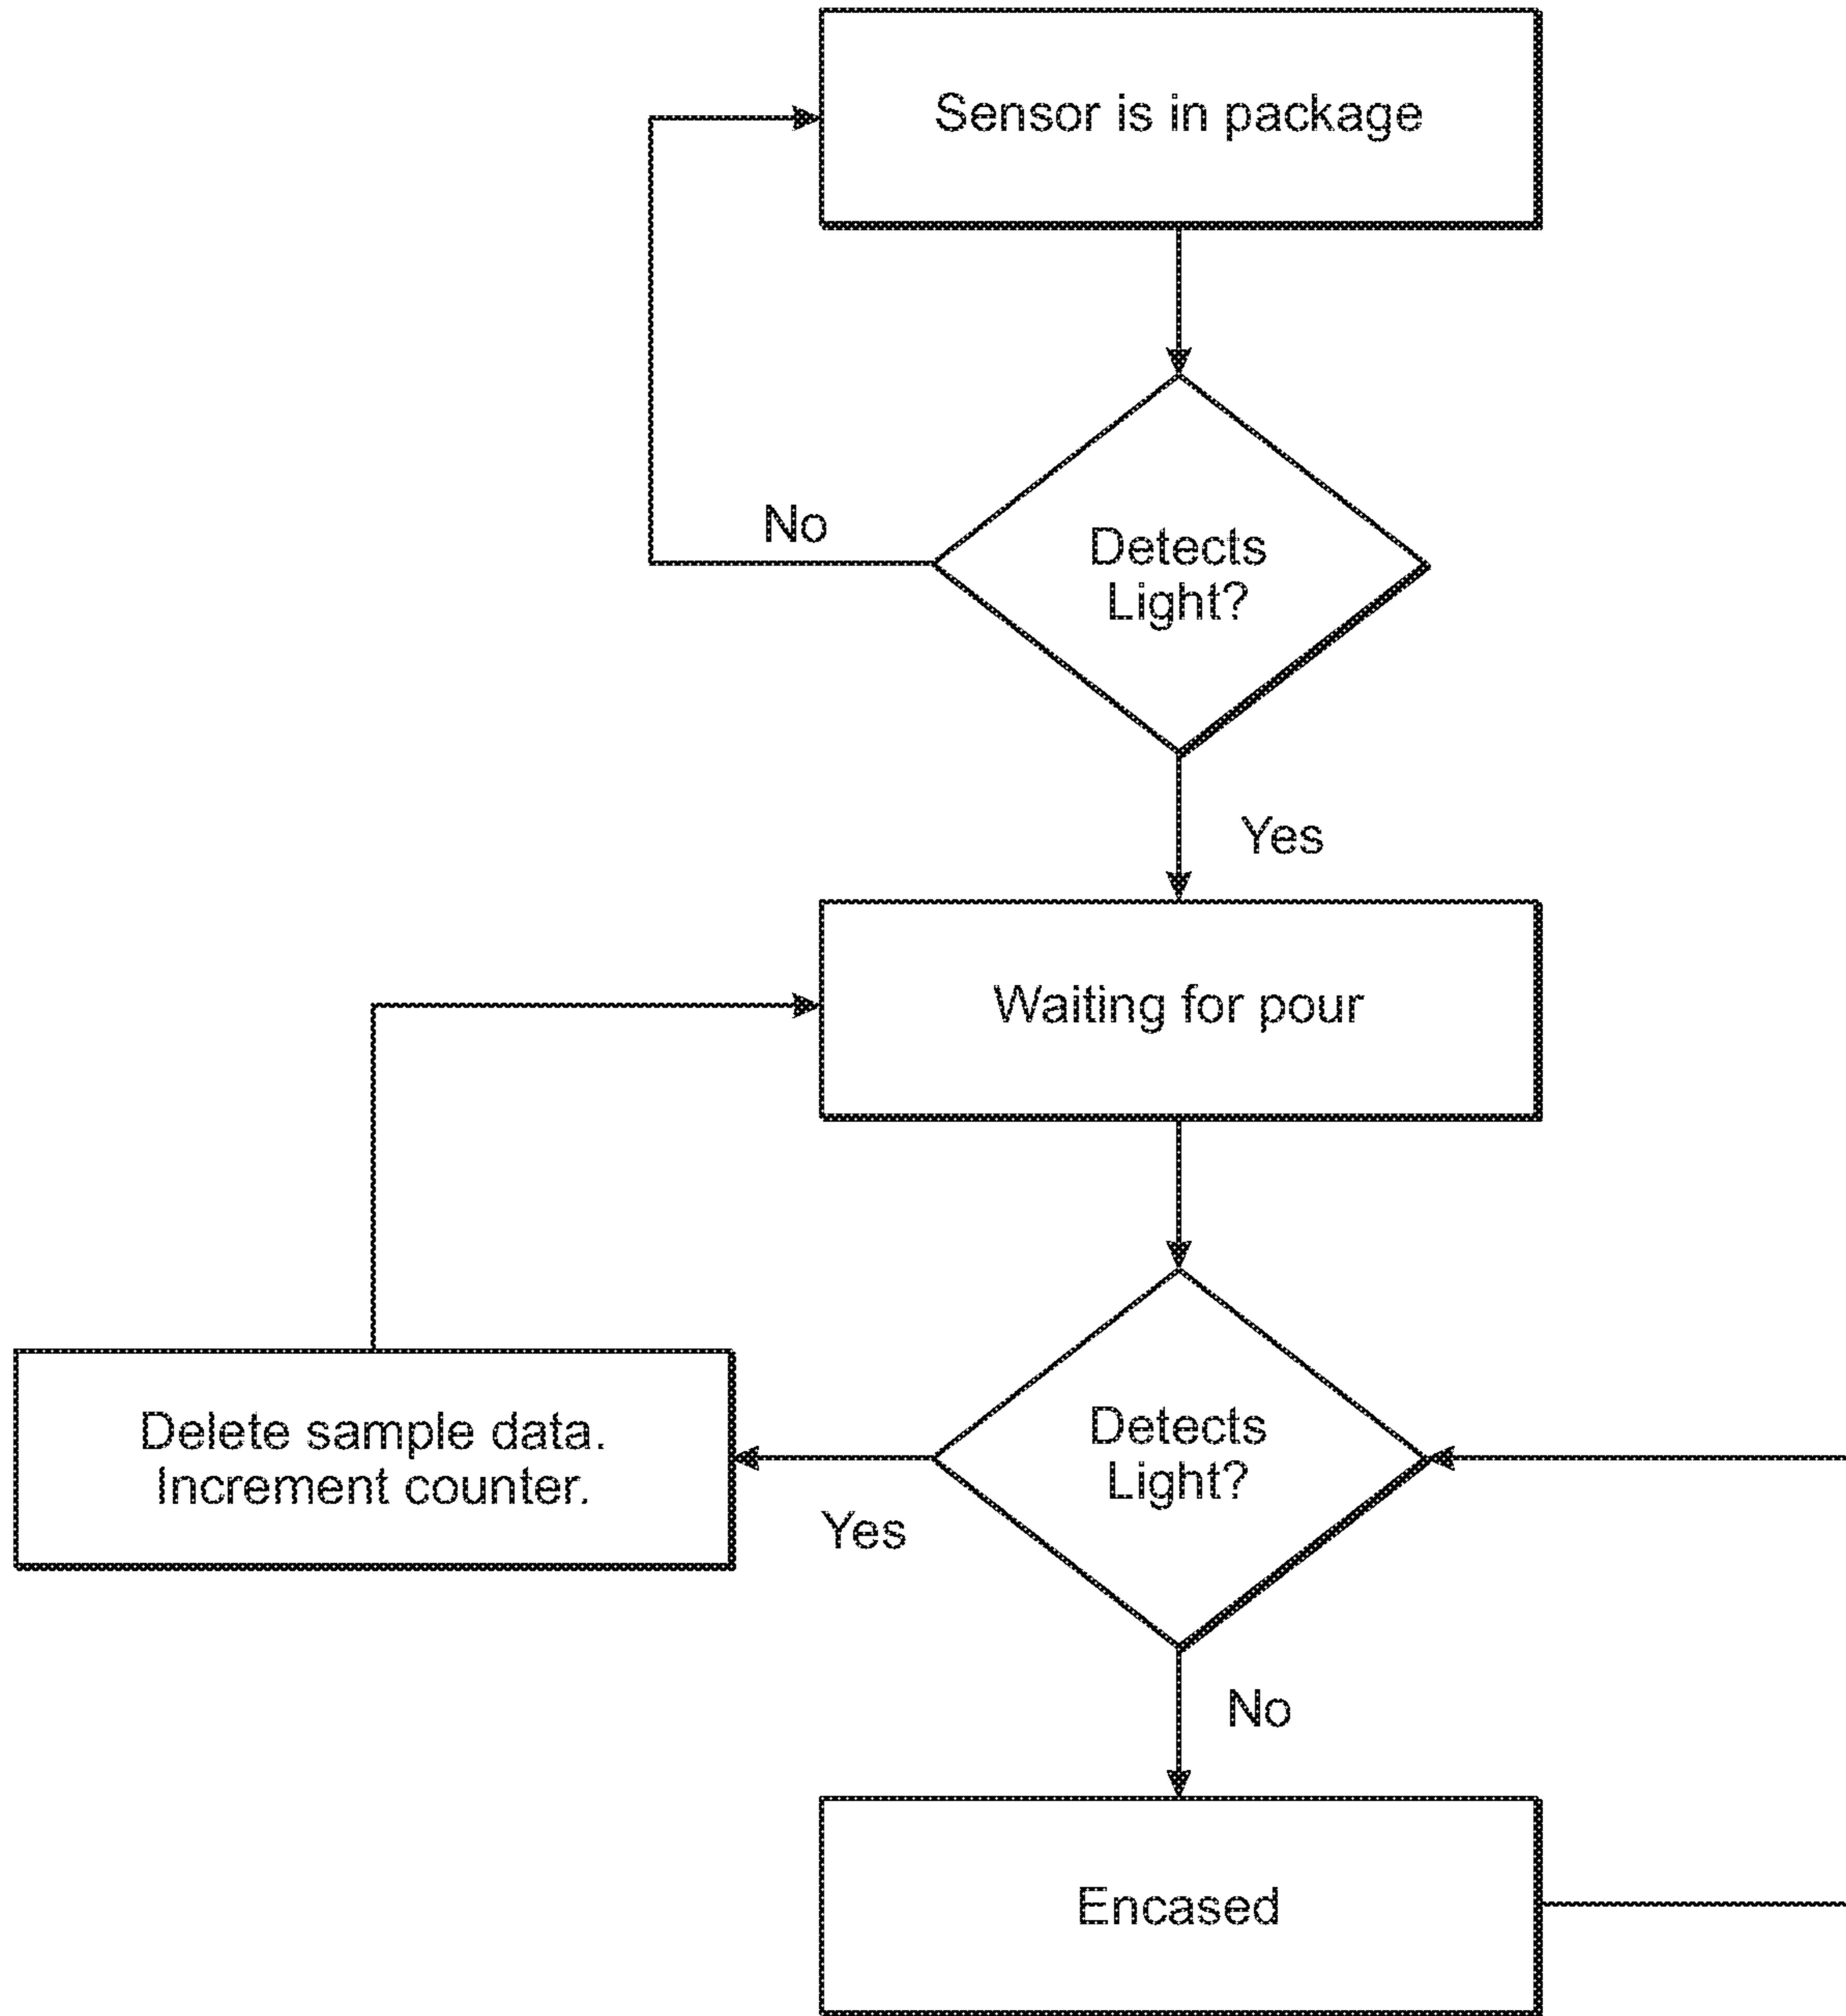 Sensor is in package
No
Detects
Light?
Yes
Waiting for pour
Delete sample data.
Increment counter.
Yes
Detects
Light?
No
Encased